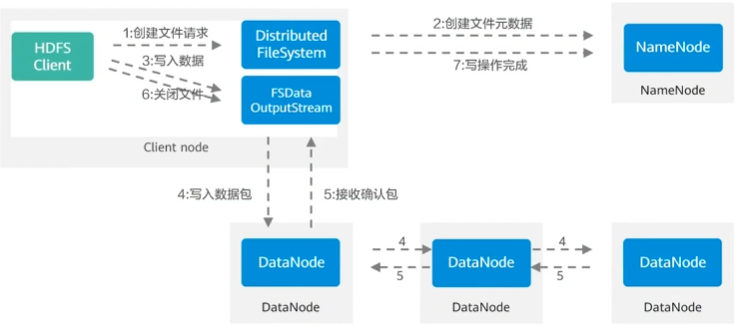 HDFS
Client
1:创建文件请求
3:写入数据
6:关闭文件
Distributed
FileSystem
FSData
OutputStream
Client node
2:创建文件元数据
7:写操作完成
NameNode
NameNode
4:写入数据包
5:接收确认包
DataNode
DataNode
4
5
DataNode
DataNode
4
5
DataNode
DataNode